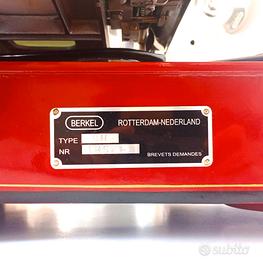 BERKEL ROTTERDAM-NEDERLAND
TYPE
NR BREVETS DEMANDES
subito